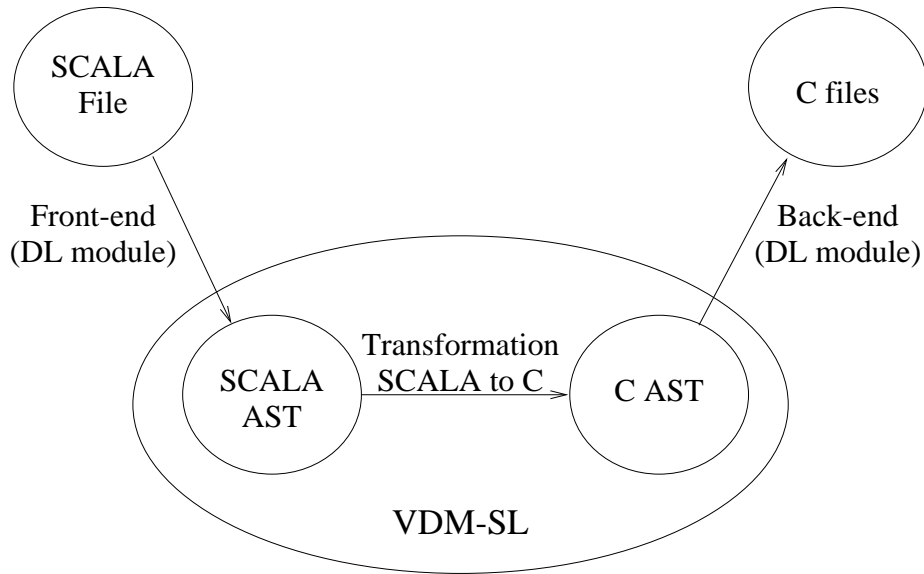 SCALA
File
C files
Front-end
(DL module)
Back-end
(DL module)
Transformation
SCALA to C
SCALA
AST
C AST
VDM-SL